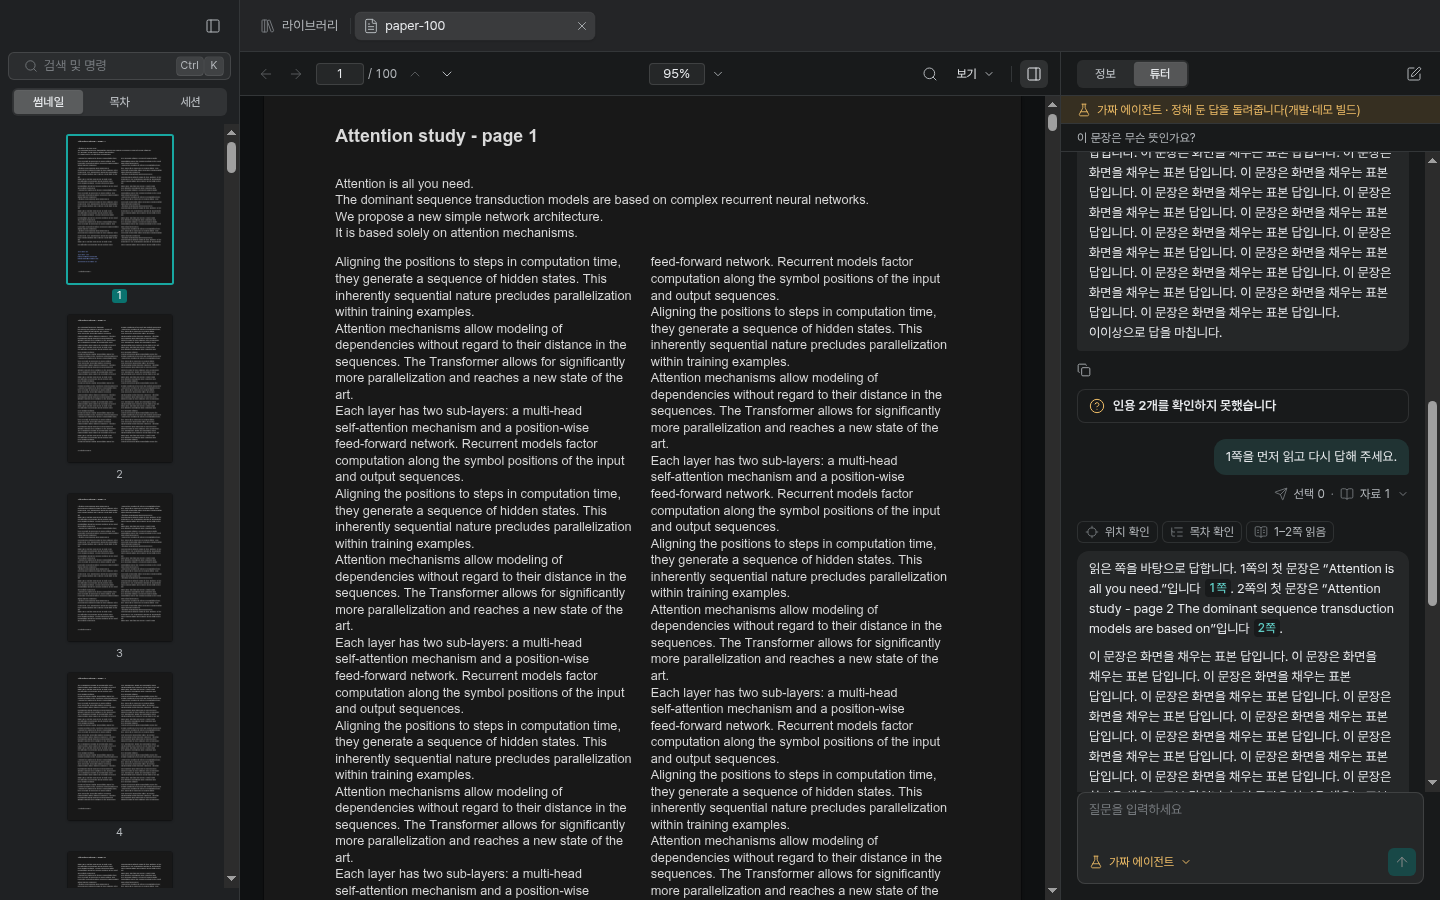 라이브러리
paper-100
검색 및 명령
Ctrl
K
썸네일
목차
세션
1
2
3
4
1
/ 100
95%
보기
Attention study - page 1
Attention is all you need.
The dominant sequence transduction models are based on complex recurrent neural networks.
We propose a new simple network architecture.
It is based solely on attention mechanisms.
Aligning the positions to steps in computation time,
they generate a sequence of hidden states. This
inherently sequential nature precludes parallelization
within training examples.
Attention mechanisms allow modeling of
dependencies without regard to their distance in the
sequences. The Transformer allows for significantly
more parallelization and reaches a new state of the
art.
Each layer has two sub-layers: a multi-head
self-attention mechanism and a position-wise
feed-forward network. Recurrent models factor
computation along the symbol positions of the input
and output sequences.
Aligning the positions to steps in computation time,
they generate a sequence of hidden states. This
inherently sequential nature precludes parallelization
within training examples.
Attention mechanisms allow modeling of
dependencies without regard to their distance in the
sequences. The Transformer allows for significantly
more parallelization and reaches a new state of the
art.
Each layer has two sub-layers: a multi-head
self-attention mechanism and a position-wise
feed-forward network. Recurrent models factor
computation along the symbol positions of the input
and output sequences.
Aligning the positions to steps in computation time,
they generate a sequence of hidden states. This
inherently sequential nature precludes parallelization
within training examples.
Attention mechanisms allow modeling of
dependencies without regard to their distance in the
sequences. The Transformer allows for significantly
more parallelization and reaches a new state of the
art.
Each layer has two sub-layers: a multi-head
self-attention mechanism and a position-wise
feed-forward network. Recurrent models factor
computation along the symbol positions of the input
and output sequences.
Aligning the positions to steps in computation time,
they generate a sequence of hidden states. This
inherently sequential nature precludes parallelization
within training examples.
Attention mechanisms allow modeling of
dependencies without regard to their distance in the
sequences. The Transformer allows for significantly
more parallelization and reaches a new state of the
art.
Each layer has two sub-layers: a multi-head
self-attention mechanism and a position-wise
feed-forward network. Recurrent models factor
computation along the symbol positions of the input
and output sequences.
Aligning the positions to steps in computation time,
they generate a sequence of hidden states. This
inherently sequential nature precludes parallelization
within training examples.
Attention mechanisms allow modeling of
dependencies without regard to their distance in the
sequences. The Transformer allows for significantly
more parallelization and reaches a new state of the
art.
Each layer has two sub-layers: a multi-head
self-attention mechanism and a position-wise
feed-forward network. Recurrent models factor
computation along the symbol positions of the input
and output sequences.
Aligning the positions to steps in computation time,
they generate a sequence of hidden states. This
inherently sequential nature precludes parallelization
within training examples.
Attention mechanisms allow modeling of
dependencies without regard to their distance in the
sequences. The Transformer allows for significantly
more parallelization and reaches a new state of the
정보
튜터
가짜 에이전트 · 정해 둔 답을 돌려줍니다(개발·데모 빌드)
이 문장은 무슨 뜻인가요?
답입니다. 이 문장은 화면을 채우는 표본 답입니다. 이 문장은
화면을 채우는 표본 답입니다. 이 문장은 화면을 채우는 표본
답입니다. 이 문장은 화면을 채우는 표본 답입니다. 이 문장은
화면을 채우는 표본 답입니다. 이 문장은 화면을 채우는 표본
답입니다. 이 문장은 화면을 채우는 표본 답입니다. 이 문장은
화면을 채우는 표본 답입니다. 이 문장은 화면을 채우는 표본
답입니다. 이 문장은 화면을 채우는 표본 답입니다. 이 문장은
화면을 채우는 표본 답입니다. 이 문장은 화면을 채우는 표본
답입니다. 이 문장은 화면을 채우는 표본 답입니다.
이이상으로 답을 마칩니다.
인용 2개를 확인하지 못했습니다
1쪽을 먼저 읽고 다시 답해 주세요.
선택 0 · 자료 1
위치 확인
목차 확인
1–2쪽 읽음
읽은 쪽을 바탕으로 답합니다. 1쪽의 첫 문장은 “Attention is
all you need.”입니다 1쪽 . 2쪽의 첫 문장은 “Attention
study - page 2 The dominant sequence transduction
models are based on”입니다 2쪽 .
이 문장은 화면을 채우는 표본 답입니다. 이 문장은 화면을
채우는 표본 답입니다. 이 문장은 화면을 채우는 표본
답입니다. 이 문장은 화면을 채우는 표본 답입니다. 이 문장은
화면을 채우는 표본 답입니다. 이 문장은 화면을 채우는 표본
답입니다. 이 문장은 화면을 채우는 표본 답입니다. 이 문장은
화면을 채우는 표본 답입니다. 이 문장은 화면을 채우는 표본
답입니다. 이 문장은 화면을 채우는 표본 답입니다. 이 문장은
질문을 입력하세요
가짜 에이전트